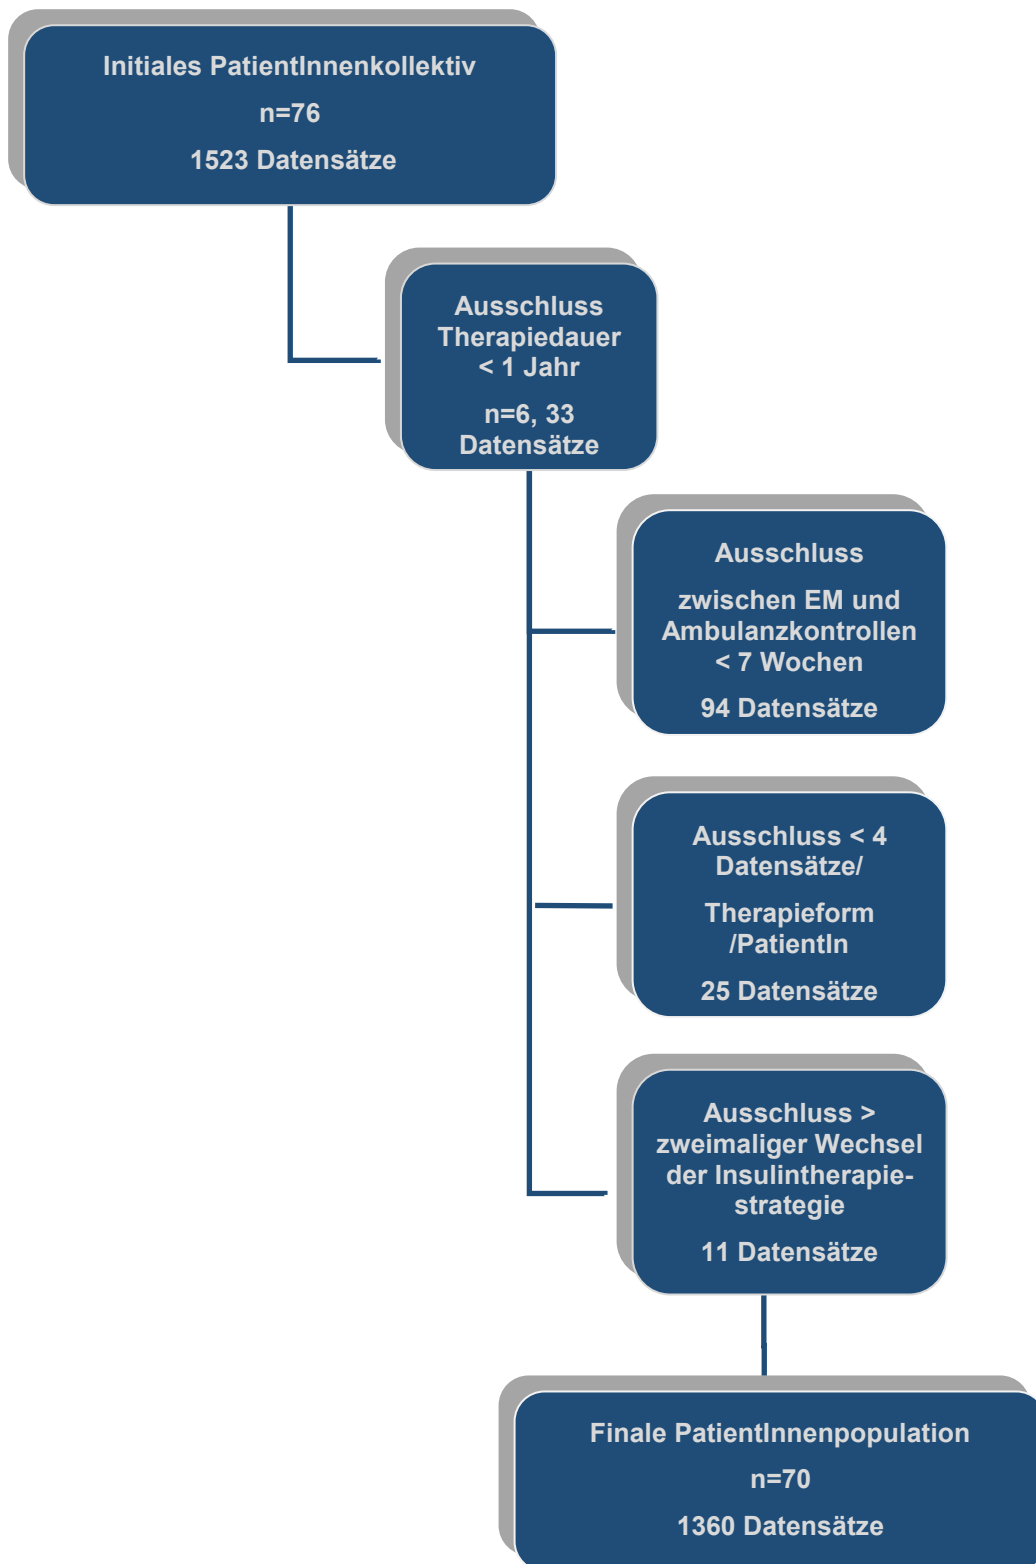 Initiales PatientInnenkollektiv
n=76
1523 Datensätze
Ausschluss
Therapiedauer
< 1 Jahr
n=6, 33
Datensätze
Ausschluss
zwischen EM und
Ambulanzkontrollen
< 7 Wochen
94 Datensätze
Ausschluss < 4
Datensätze/
Therapieform
/PatientIn
25 Datensätze
Ausschluss >
zweimaliger Wechsel
der Insulintherapie-
strategie
11 Datensätze
Finale PatientInnenpopulation
n=70
1360 Datensätze